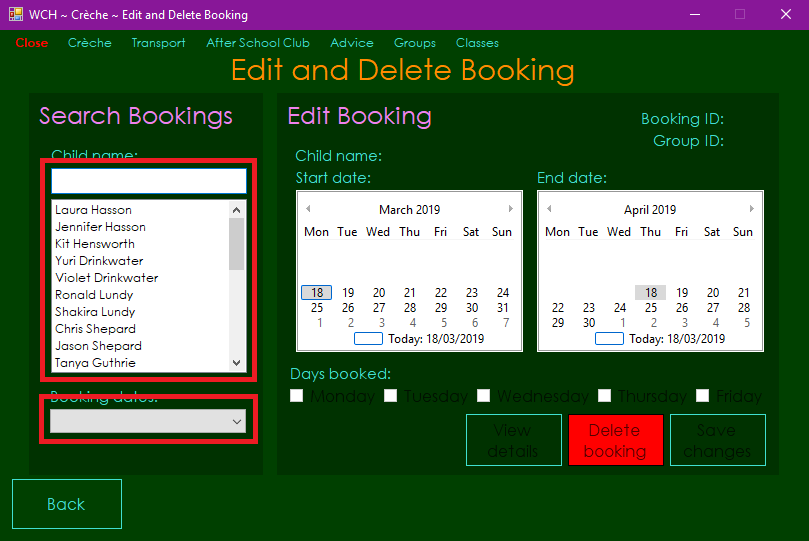 WCH ~ Crèche ~ Edit and Delete Booking
Close Crèche Transport After School Club Advice Groups Classes
Edit and Delete Booking
Search Bookings
Child name:
Laura Hasson
Jennifer Hasson
Kit Hensworth
Yuri Drinkwater
Violet Drinkwater
Ronald Lundy
Shakira Lundy
Chris Shepard
Jason Shepard
Tanya Guthrie
Booking dates:
Edit Booking
Booking ID:
Group ID:
Child name:
Start date:
March 2019
Mon Tue Wed Thu Fri Sat Sun
18 19 20 21 22 23 24
25 26 27 28 29 30 31
1 2 3 4 5 6 7
Today: 18/03/2019
End date:
April 2019
Mon Tue Wed Thu Fri Sat Sun
18 19 20 21
22 23 24 25 26 27 28
29 30 1 2 3 4 5
Today: 18/03/2019
Days booked:
Monday Tuesday Wednesday Thursday Friday
View
details
Delete
booking
Save
changes
Back